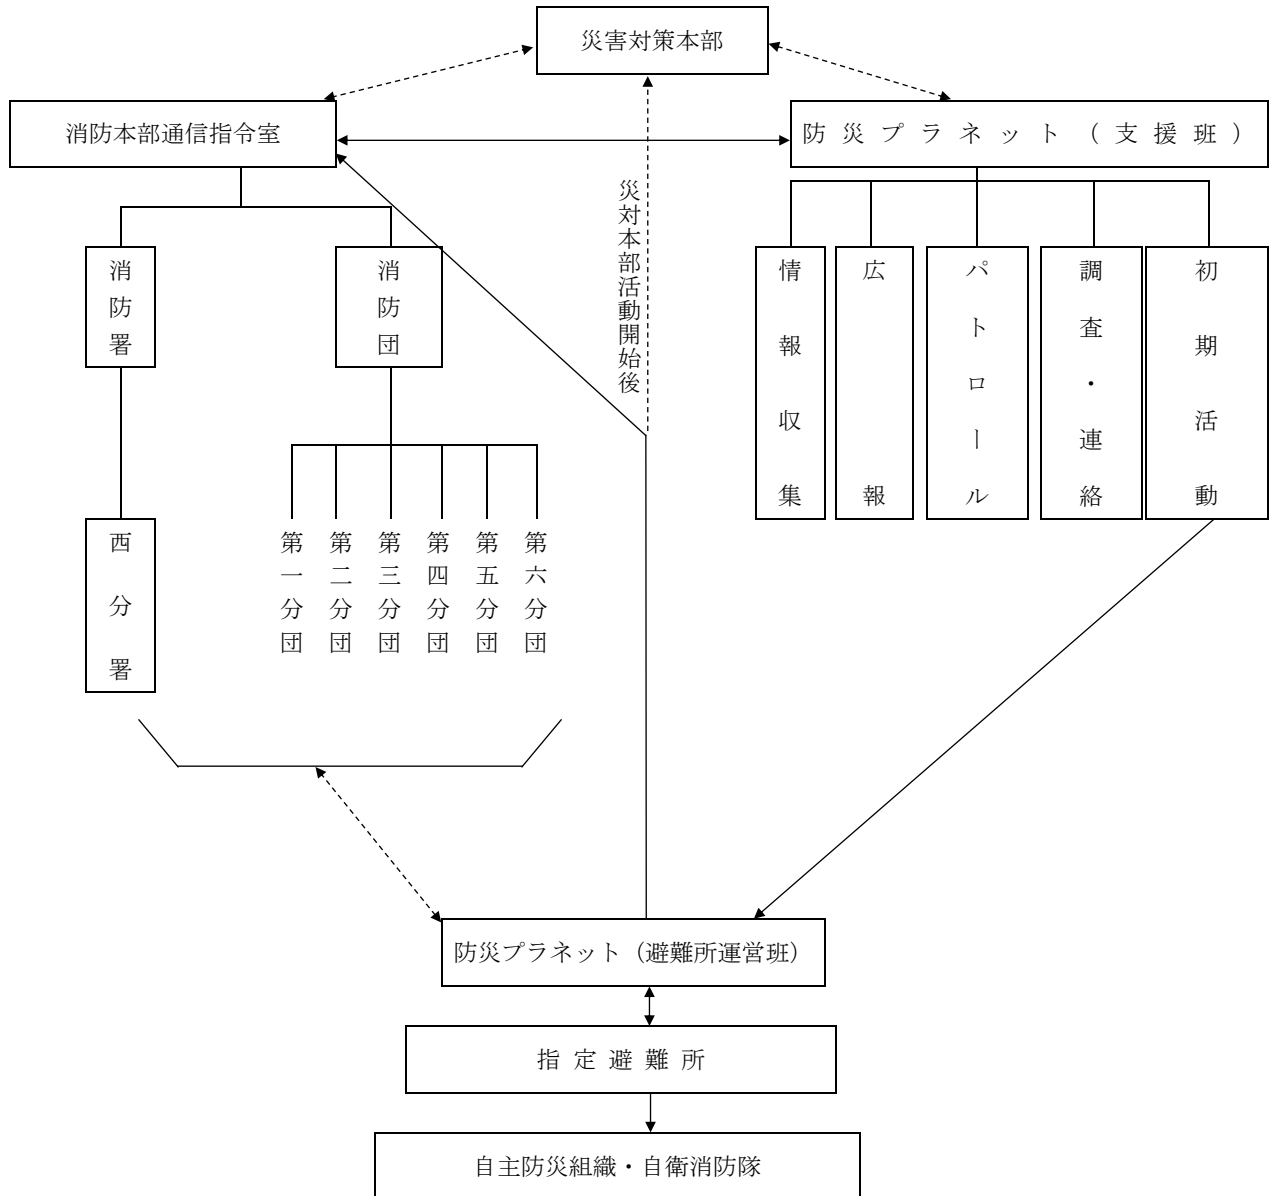 災害対策本部
消防本部通信指令室
防災プラネット（支援班）
災対本部活動開始後
消防署
消防団
情報収集
広報
パトロール
調査・連絡
初期活動
西分署
第一分団
第二分団
第三分団
第四分団
第五分団
第六分団
防災プラネット（避難所運営班）
指定避難所
自主防災組織・自衛消防隊